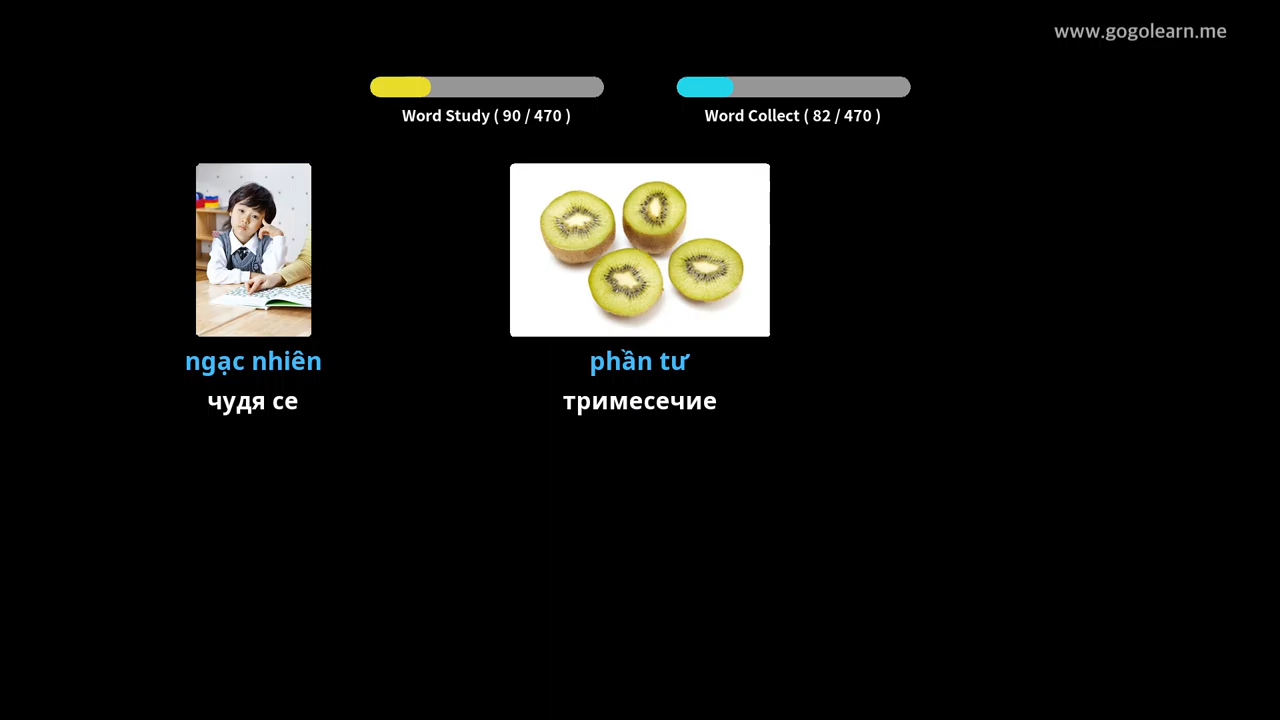 www.gogolearn.me
Word Study ( 90 / 470 )
Word Collect ( 82 / 470 )
ngạc nhiên
phần tư
чудя се
тримесечие